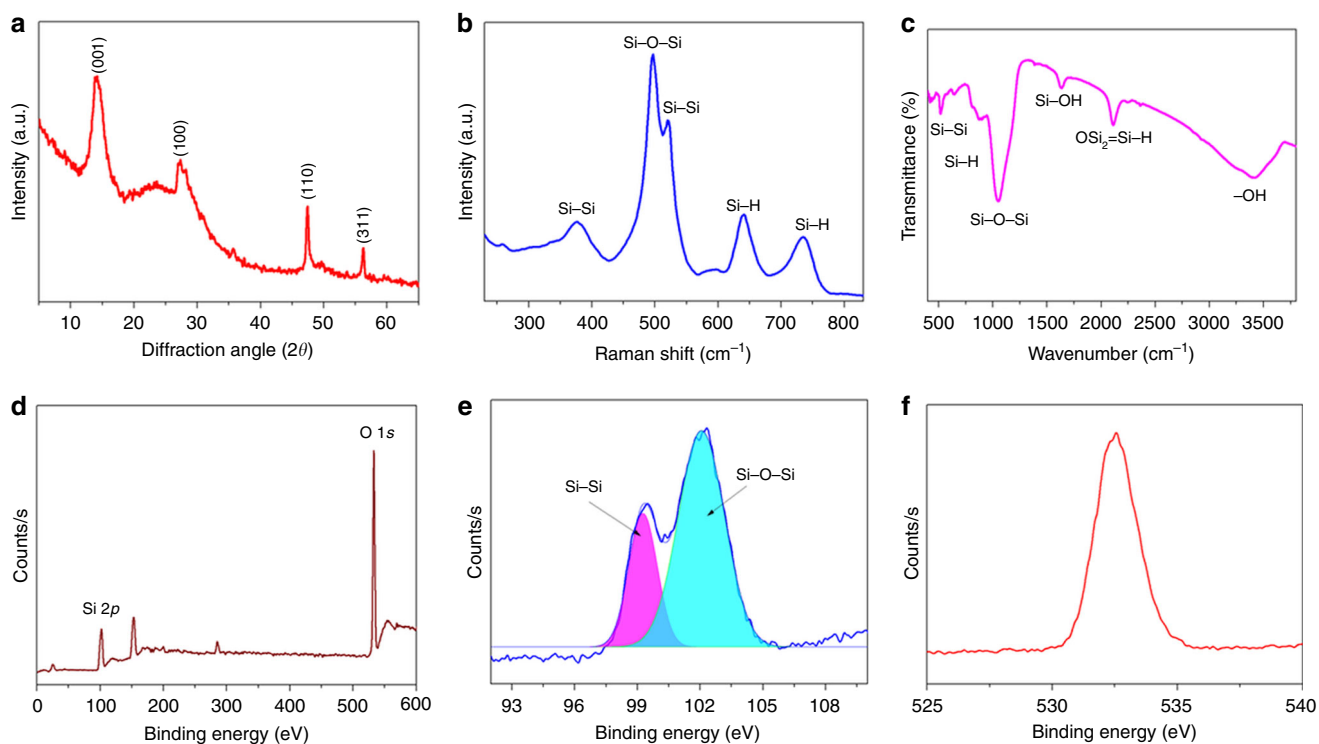 a
(001)
(100)
(110)
(311)
Intensity (a.u.)
10 20 30 40 50 60
Diffraction angle (2θ)
b
Si–O–Si
Si–Si
Si–Si
Si–H
Si–H
Intensity (a.u.)
300 400 500 600 700 800
Raman shift (cm⁻¹)
c
Si–OH
Si–Si
OSi₂=Si–H
Si–H
–OH
Si–O–Si
Transmittance (%)
500 1000 1500 2000 2500 3000 3500
Wavenumber (cm⁻¹)
d
O 1s
Si 2p
Counts/s
0 100 200 300 400 500 600
Binding energy (eV)
e
Si–Si
Si–O–Si
Counts/s
93 96 99 102 105 108
Binding energy (eV)
f
Counts/s
525 530 535 540
Binding energy (eV)